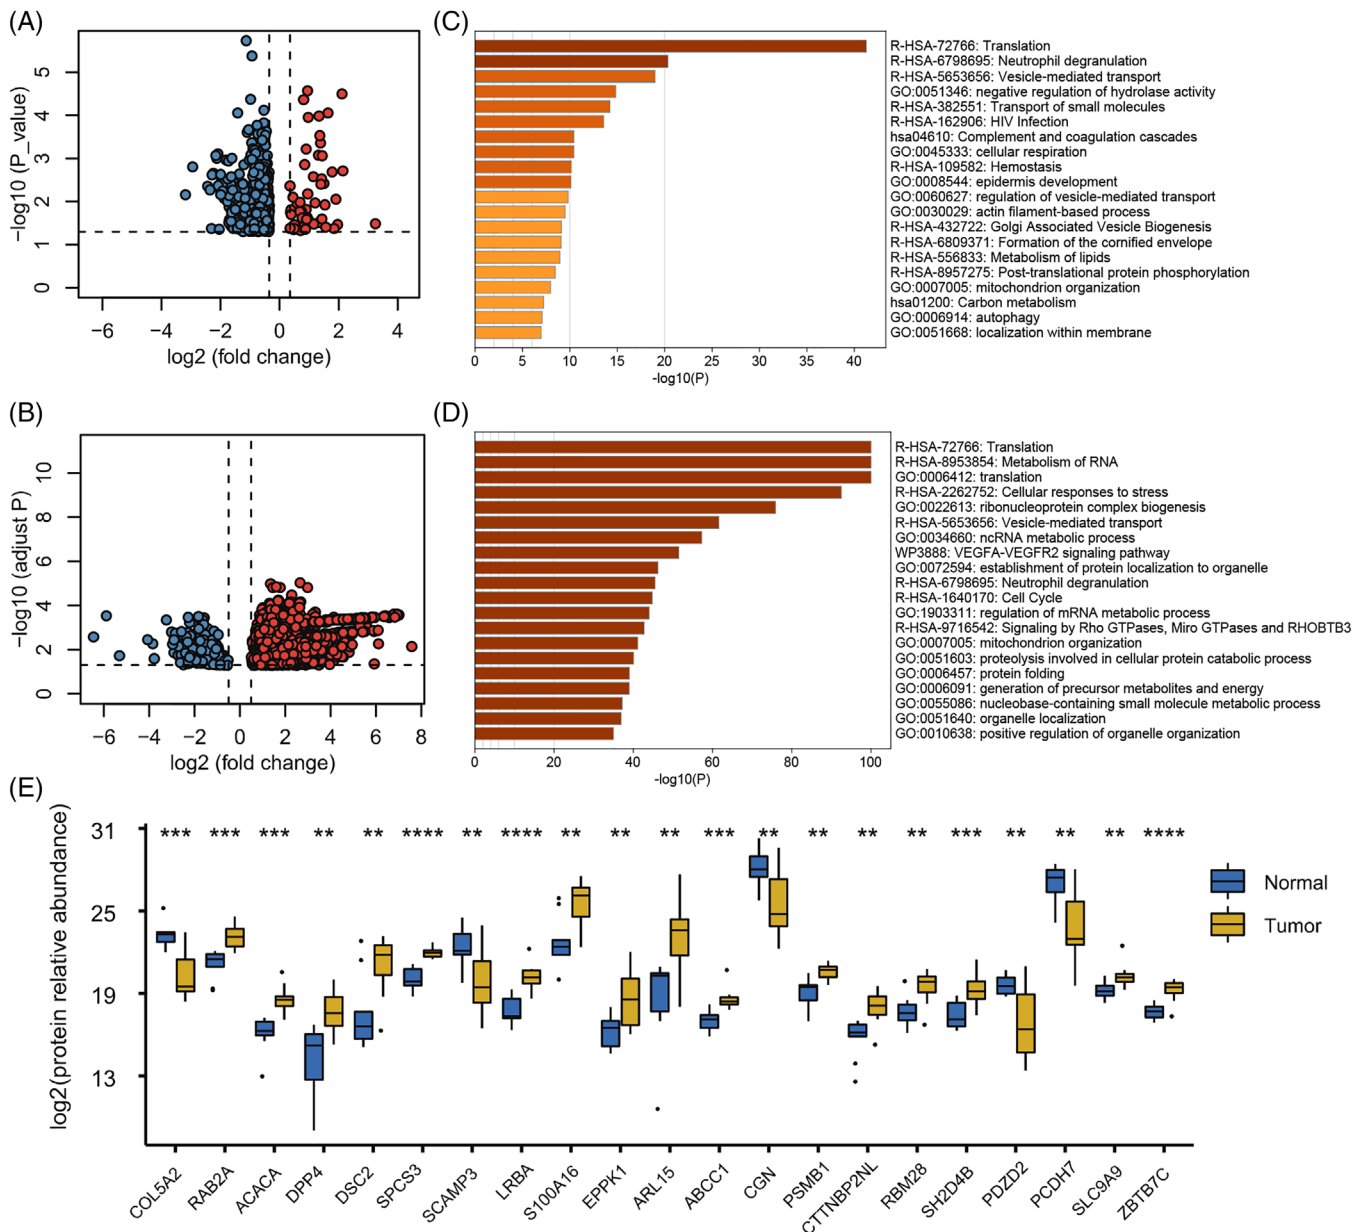 (A)
−log10 (P_value)
5
4
3
2
1
0
−6
−4
−2
0
2
4
log2 (fold change)
(C)
R-HSA-72766: Translation
R-HSA-6798695: Neutrophil degranulation
R-HSA-5653656: Vesicle-mediated transport
GO:0051346: negative regulation of hydrolase activity
R-HSA-382551: Transport of small molecules
R-HSA-162906: HIV Infection
hsa04610: Complement and coagulation cascades
GO:0045333: cellular respiration
R-HSA-109582: Hemostasis
GO:0008544: epidermis development
GO:0060627: regulation of vesicle-mediated transport
GO:0030029: actin filament-based process
R-HSA-432722: Golgi Associated Vesicle Biogenesis
R-HSA-6809371: Formation of the cornified envelope
R-HSA-556833: Metabolism of lipids
R-HSA-8957275: Post-translational protein phosphorylation
GO:0007005: mitochondrion organization
hsa01200: Carbon metabolism
GO:0006914: autophagy
GO:0051668: localization within membrane
0 5 10 15 20 25 30 35 40
-log10(P)
(B)
−log10 (adjust P)
10
8
6
4
2
0
−6 −4 −2 0 2 4 6 8
log2 (fold change)
(D)
R-HSA-72766: Translation
R-HSA-8953854: Metabolism of RNA
GO:0006412: translation
R-HSA-2262752: Cellular responses to stress
GO:0022613: ribonucleoprotein complex biogenesis
R-HSA-5653656: Vesicle-mediated transport
GO:0034660: ncRNA metabolic process
WP3888: VEGFA-VEGFR2 signaling pathway
GO:0072594: establishment of protein localization to organelle
R-HSA-6798695: Neutrophil degranulation
R-HSA-1640170: Cell Cycle
GO:1903311: regulation of mRNA metabolic process
R-HSA-9716542: Signaling by Rho GTPases, Miro GTPases and RHOBTB3
GO:0007005: mitochondrion organization
GO:0051603: proteolysis involved in cellular protein catabolic process
GO:0006457: protein folding
GO:0006091: generation of precursor metabolites and energy
GO:0055086: nucleobase-containing small molecule metabolic process
GO:0051640: organelle localization
GO:0010638: positive regulation of organelle organization
0 20 40 60 80 100
-log10(P)
(E)
log2(protein relative abundance)
31
25
19
13
*** *** *** ** ** **** ** **** ** ** ** *** ** ** ** ** *** ** ** ** ****
COL5A2
RAB2A
ACACA
DPP4
DSC2
SPCS3
SCAMP3
LRBA
S100A16
EPPK1
ARL15
ABCC1
CGN
PSMB1
CTTNBP2NL
RBM28
SH2D4B
PDZD2
PCDH7
SLC9A9
ZBTB7C
Normal
Tumor